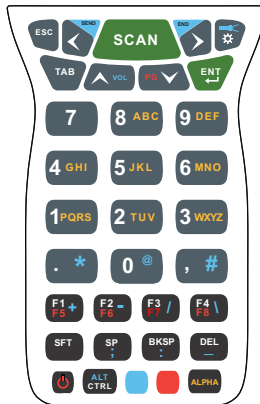 SEND END
ESC SCAN
TAB VOL PG ENT
7 8 ABC 9 DEF
4 GHI 5 JKL 6 MNO
1 PQRS 2 TUV 3 WXYZ
. * 0 @ , #
F1 + F2 - F3 / F4 \
F5 F6 F7 F8
SFT SP ; BKSP : DEL _
ALT
CTRL ALPHA